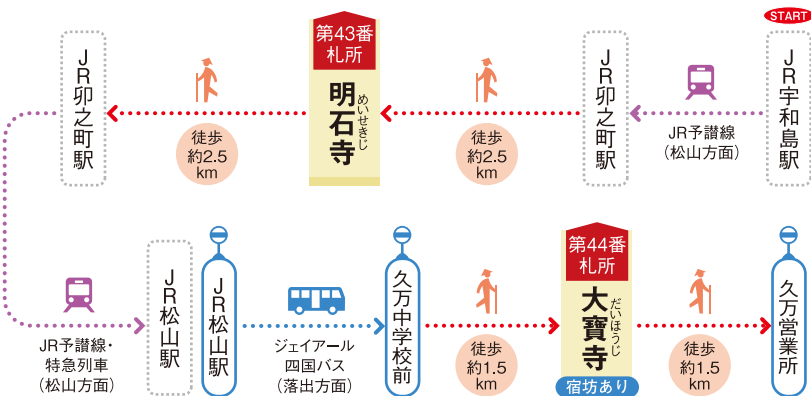 START
JR宇和島駅
JR予讃線
(松山方面)
JR卯之町駅
徒歩
約2.5
km
第43番
札所
明石寺
めいせきじ
徒歩
約2.5
km
JR卯之町駅
JR予讃線・
特急列車
(松山方面)
JR松山駅
JR松山駅
ジェイアール
四国バス
(落出方面)
久万中学校前
徒歩
約1.5
km
第44番
札所
大寶寺
だいほうじ
宿坊あり
徒歩
約1.5
km
久万営業所